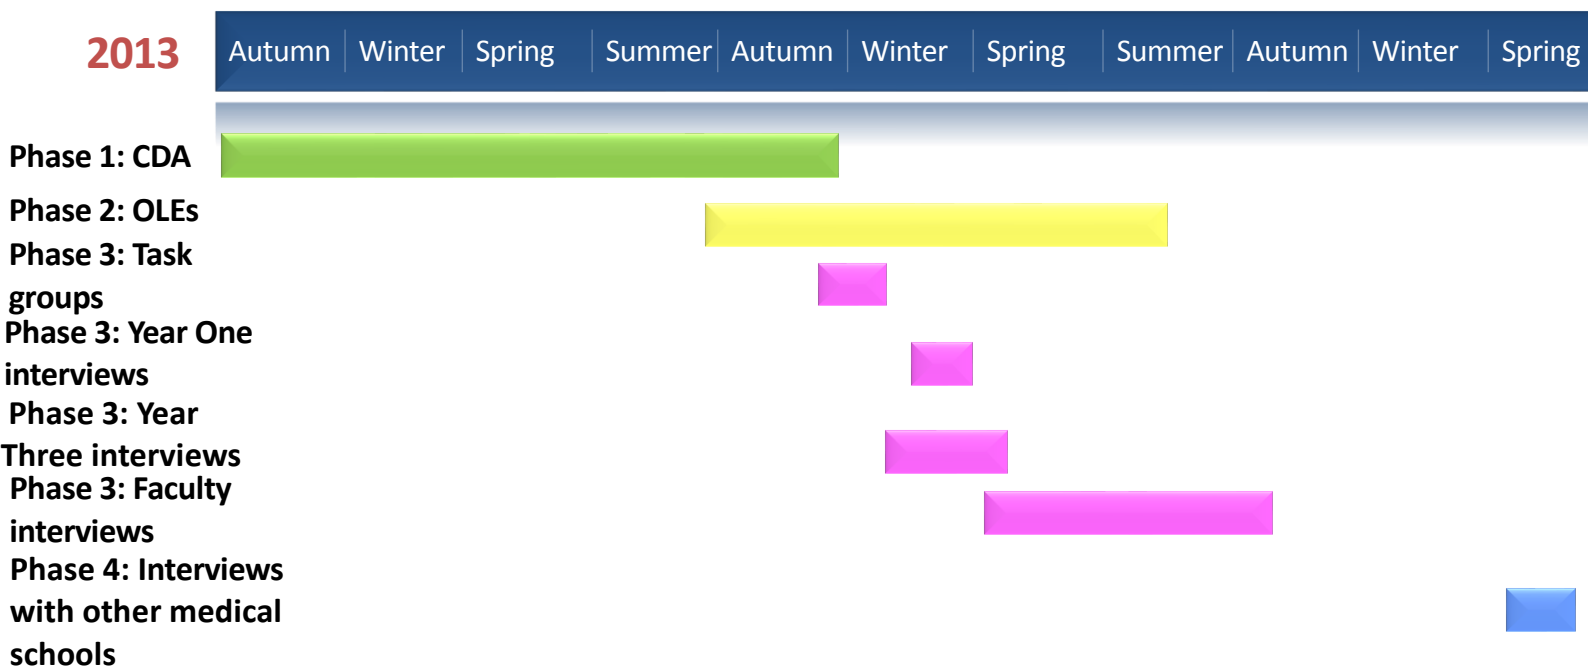 2013 Autumn Winter Spring Summer Autumn Winter Spring Summer Autumn Winter Spring
Phase 1: CDA
Phase 2: OLEs
Phase 3: Task
groups
Phase 3: Year One
interviews
Phase 3: Year
Three interviews
Phase 3: Faculty
interviews
Phase 4: Interviews
with other medical
schools